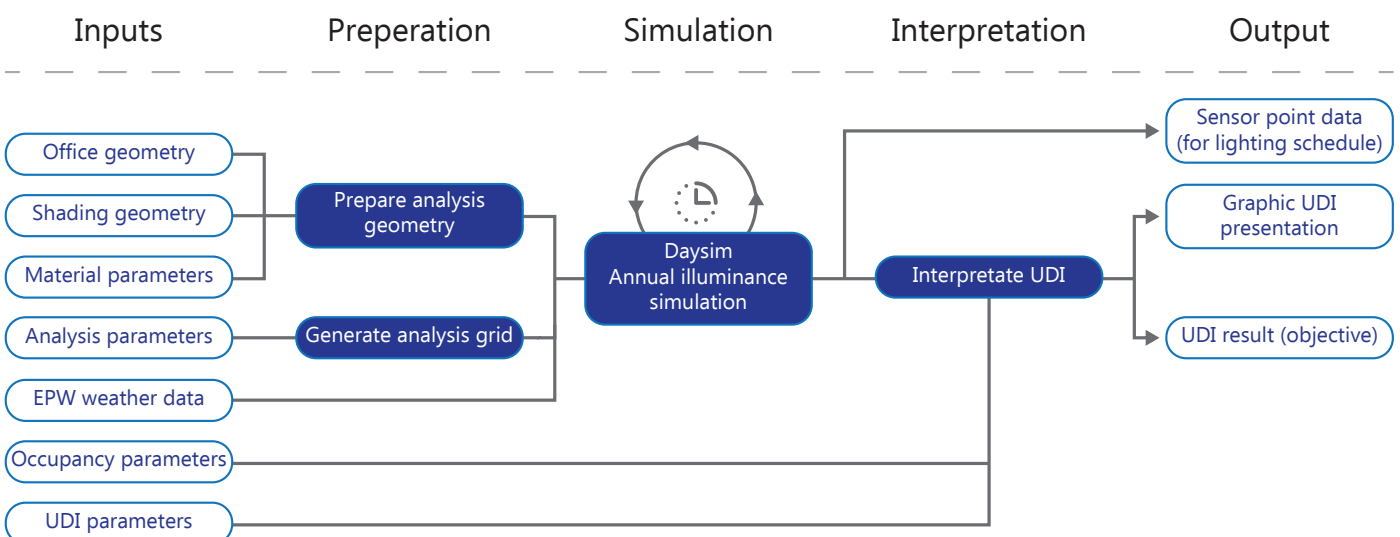 Inputs
Preperation
Simulation
Interpretation
Output
Office geometry
Shading geometry
Material parameters
Analysis parameters
EPW weather data
Occupancy parameters
UDI parameters
Prepare analysis
geometry
Generate analysis grid
Daysim
Annual illuminance
simulation
Interpretate UDI
Sensor point data
(for lighting schedule)
Graphic UDI
presentation
UDI result (objective)